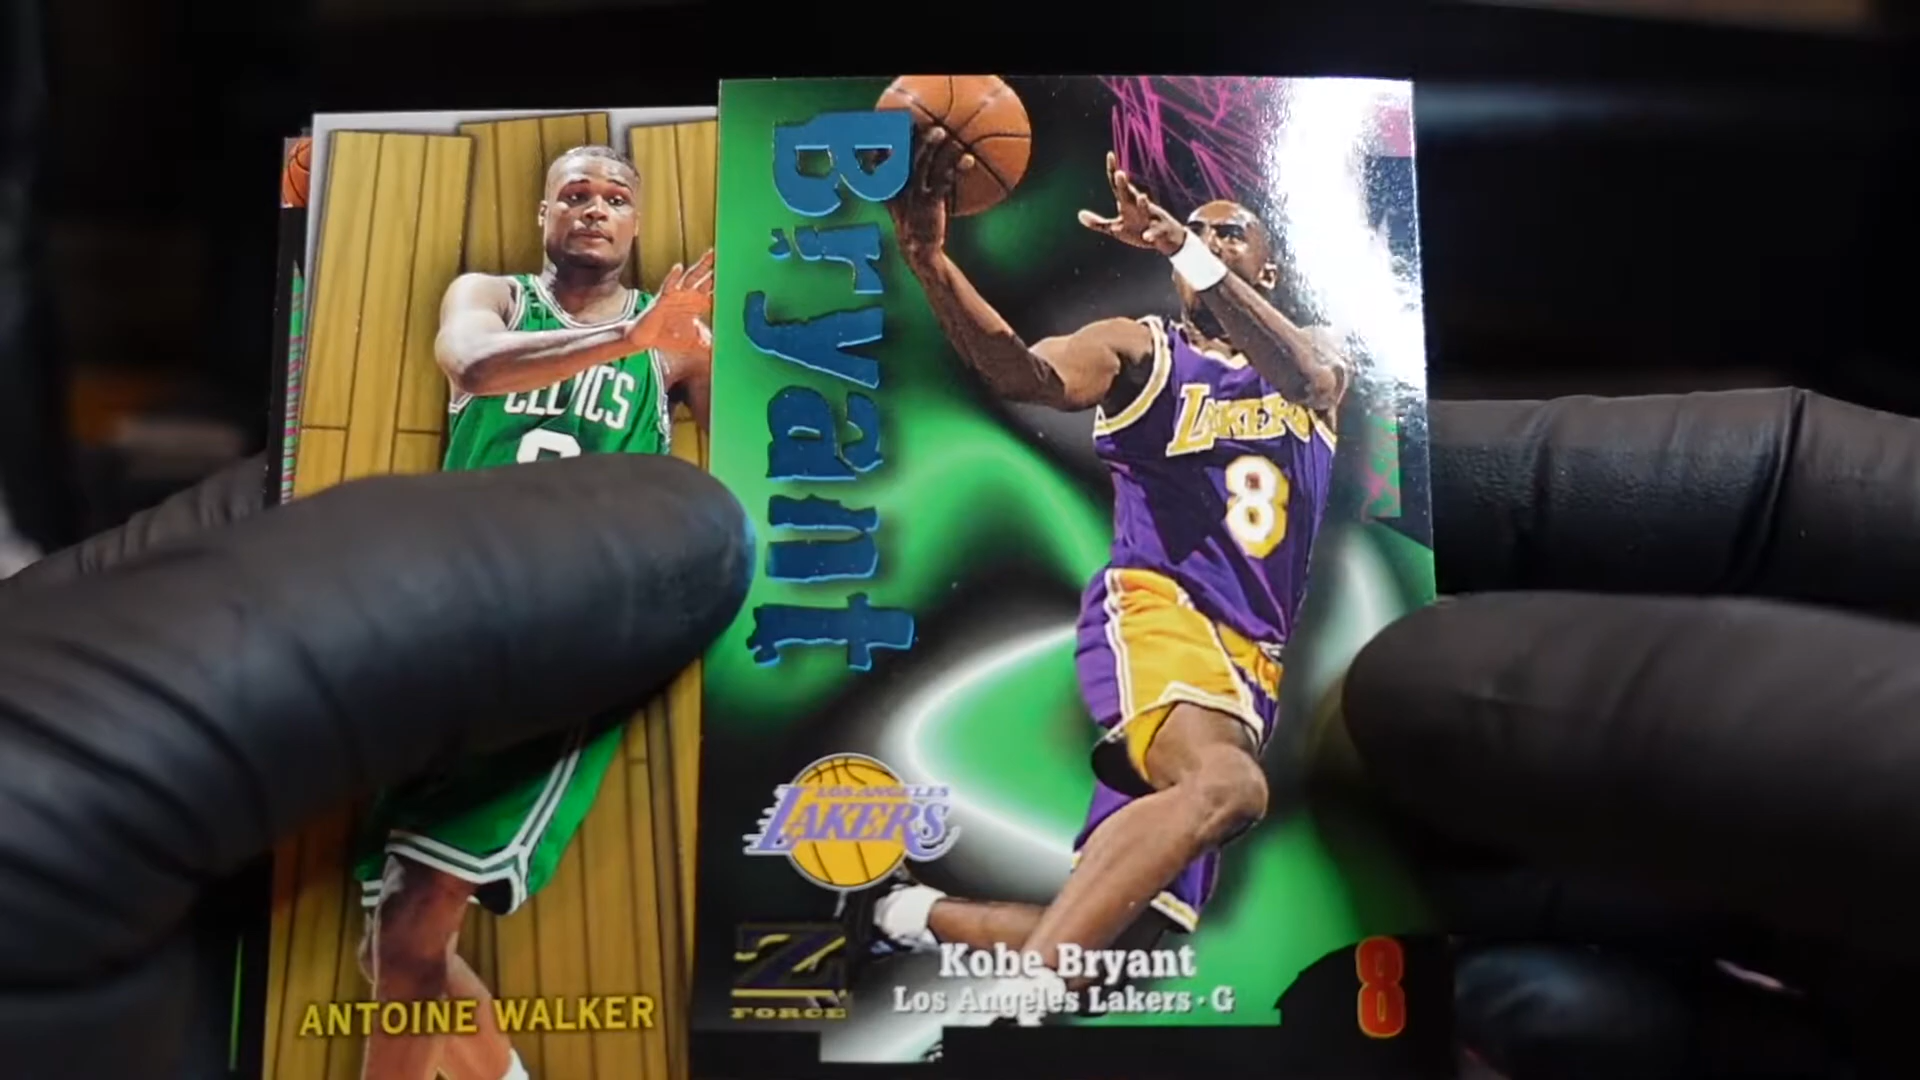 CELTICS
ANTOINE WALKER
Bryant
LAKERS
8
LOS ANGELES
LAKERS
Z
FORCE
Kobe Bryant
Los Angeles Lakers · G
8